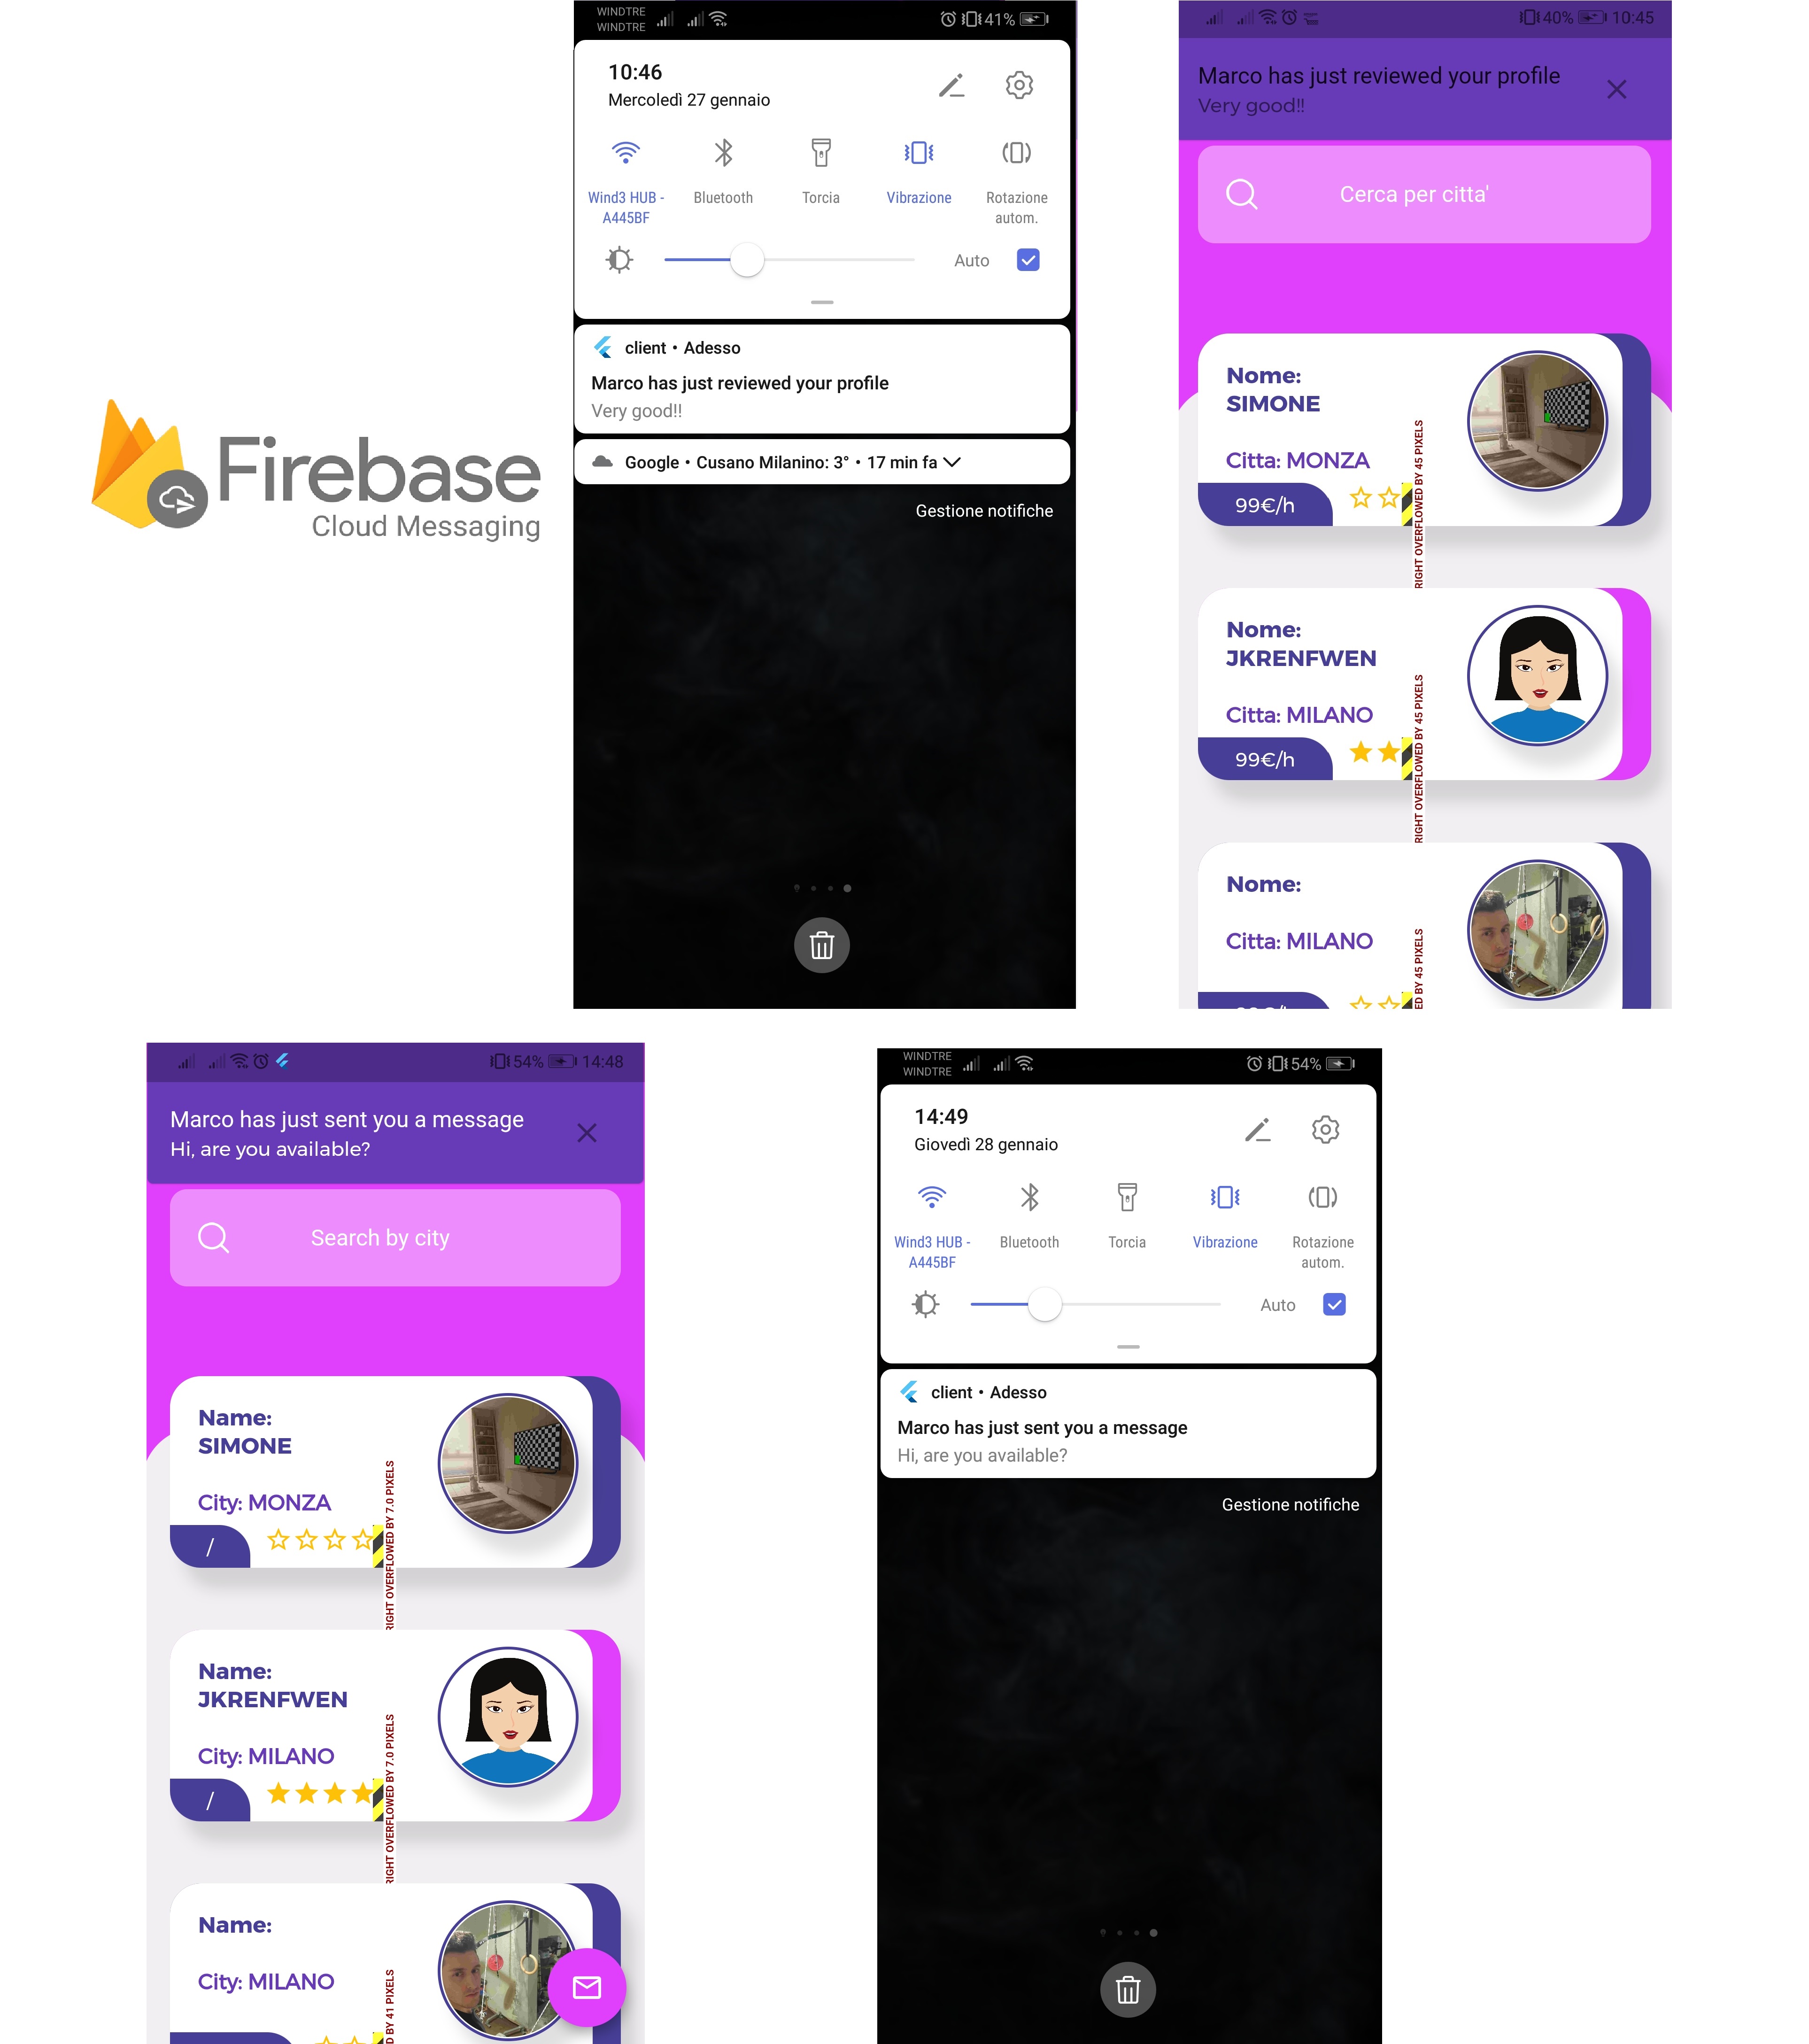 Firebase
Cloud Messaging
WINDTRE
WINDTRE
41%
10:46
Mercoledì 27 gennaio
Wind3 HUB -
A445BF
Bluetooth
Torcia
Vibrazione
Rotazione
autom.
Auto
client • Adesso
Marco has just reviewed your profile
Very good!!
Google • Cusano Milanino: 3° • 17 min fa
Gestione notifiche
40% 10:45
Marco has just reviewed your profile
Very good!!
Cerca per citta'
Nome:
SIMONE
Citta: MONZA
99€/h
RIGHT OVERFLOWED BY 45 PIXELS
Nome:
JKRENFWEN
Citta: MILANO
99€/h
RIGHT OVERFLOWED BY 45 PIXELS
Nome:
Citta: MILANO
ED BY 45 PIXELS
54% 14:48
Marco has just sent you a message
Hi, are you available?
Search by city
Name:
SIMONE
City: MONZA
/
RIGHT OVERFLOWED BY 7.0 PIXELS
Name:
JKRENFWEN
City: MILANO
/
RIGHT OVERFLOWED BY 7.0 PIXELS
Name:
City: MILANO
D BY 41 PIXELS
WINDTRE
WINDTRE
54%
14:49
Giovedì 28 gennaio
Wind3 HUB -
A445BF
Bluetooth
Torcia
Vibrazione
Rotazione
autom.
Auto
client • Adesso
Marco has just sent you a message
Hi, are you available?
Gestione notifiche